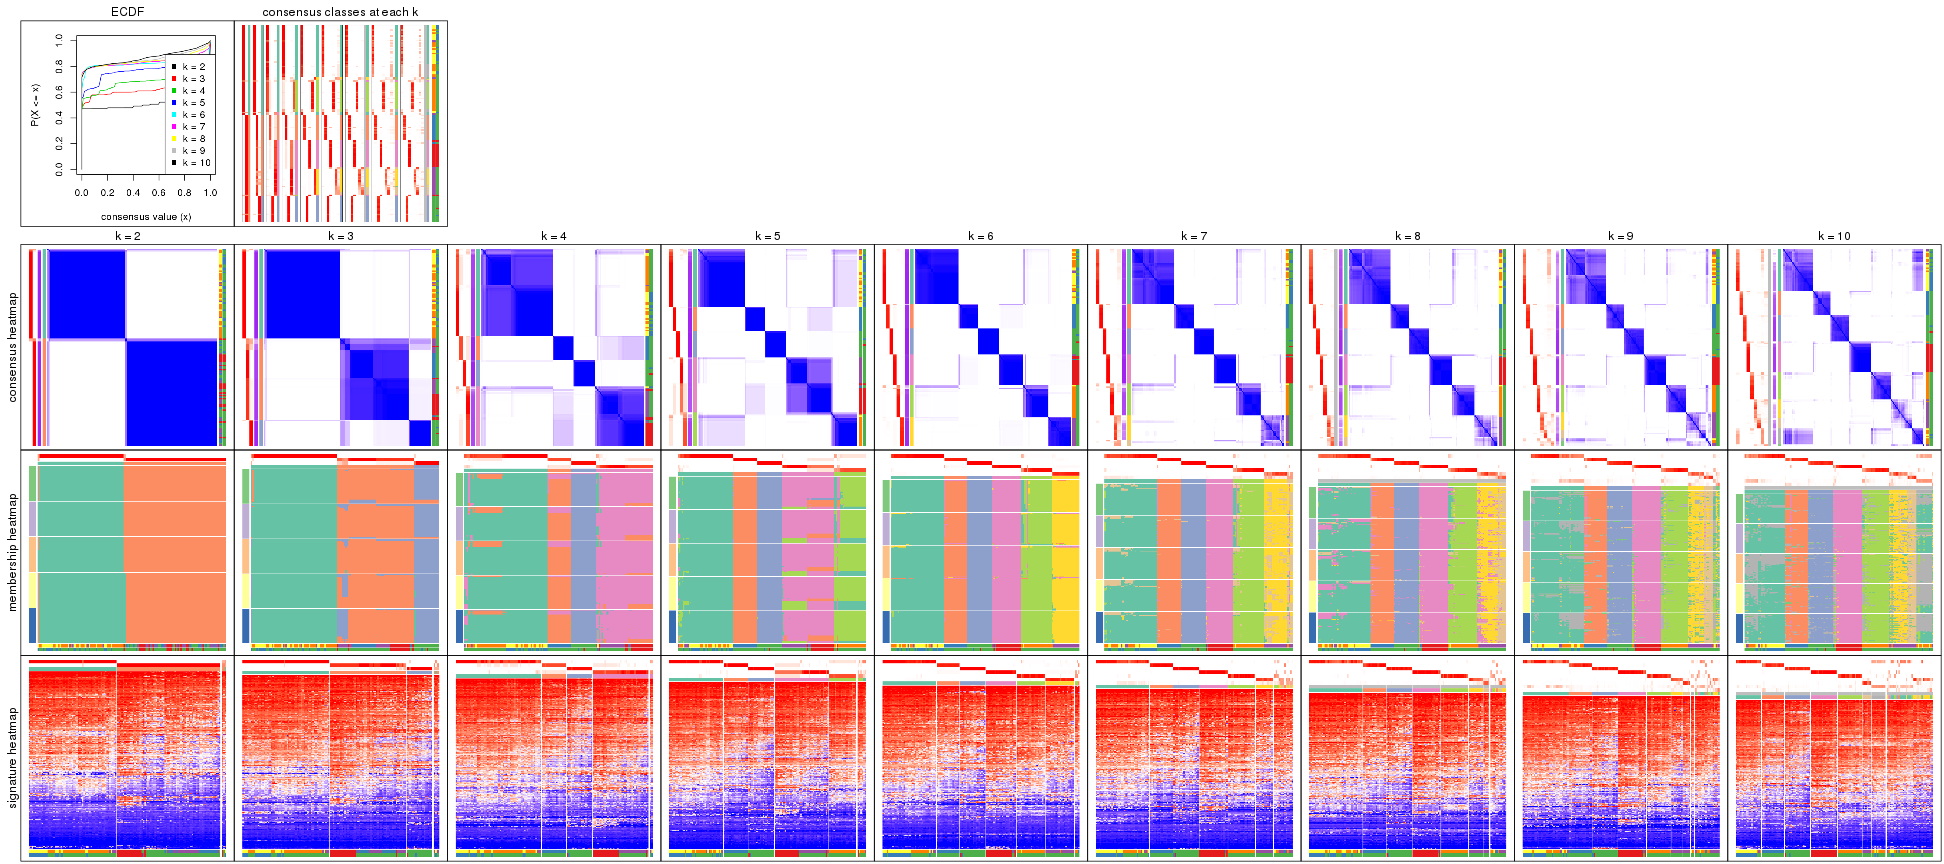 ECDF
consensus classes at each k
P(X <= x)
0.0
0.2
0.4
0.6
0.8
1.0
k = 2
k = 3
k = 4
k = 5
k = 6
k = 7
k = 8
k = 9
k = 10
0.0 0.2 0.4 0.6 0.8 1.0
consensus value (x)
k = 2
k = 3
k = 4
k = 5
k = 6
k = 7
k = 8
k = 9
k = 10
consensus heatmap
membership heatmap
signature heatmap